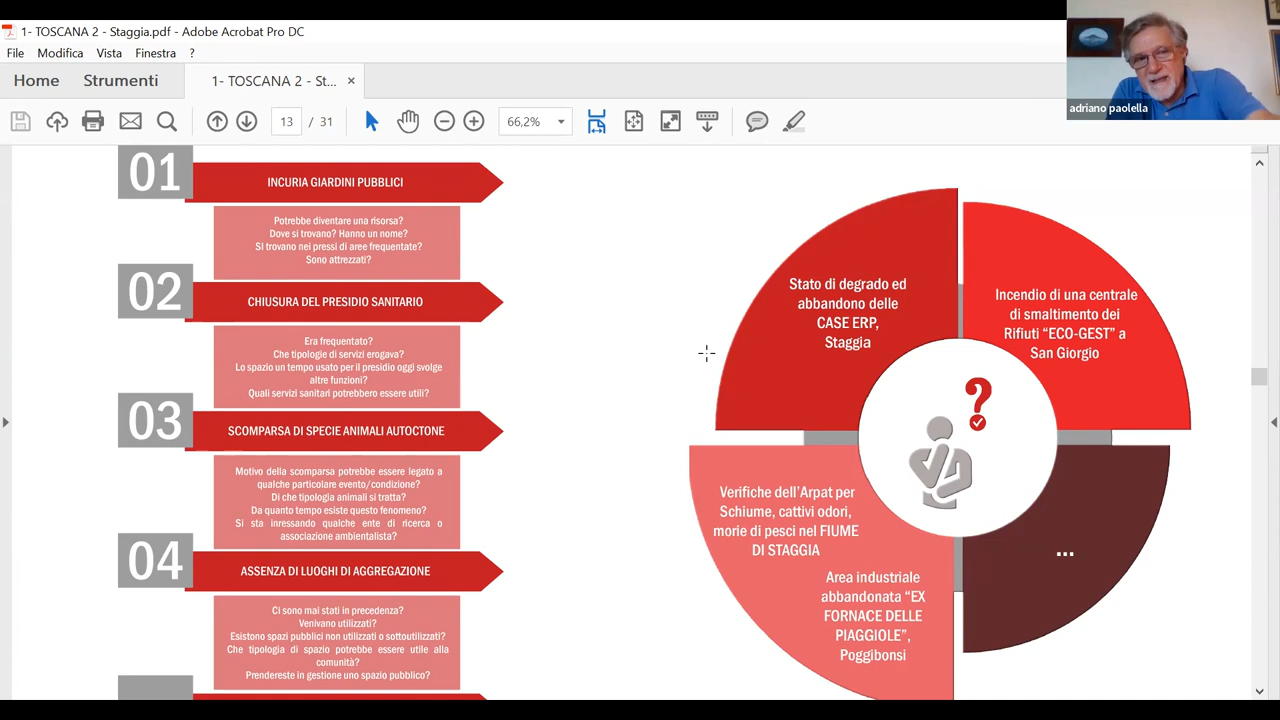 1- TOSCANA 2 - Staggia.pdf - Adobe Acrobat Pro DC
File Modifica Vista Finestra ?
Home Strumenti 1- TOSCANA 2 - St... ×
13 / 31 66,2%
adriano paolella
01
INCURIA GIARDINI PUBBLICI
Potrebbe diventare una risorsa?
Dove si trovano? Hanno un nome?
SI trovano nei pressi di aree frequentate?
Sono attrezzati?
02
CHIUSURA DEL PRESIDIO SANITARIO
Era frequentato?
Che tipologie di servizi erogava?
Lo spazio un tempo usato per il presidio oggi svolge
altre funzioni?
Quali servizi sanitari potrebbero essere utili?
03
SCOMPARSA DI SPECIE ANIMALI AUTOCTONE
Motivo della scomparsa potrebbe essere legato a
qualche particolare evento/condizione?
Di che tipologia animali si tratta?
Da quanto tempo esiste questo fenomeno?
Si sta inressando qualche ente di ricerca o
associazione ambientalista?
04
ASSENZA DI LUOGHI DI AGGREGAZIONE
Ci sono mai stati in precedenza?
Venivano utilizzati?
Esistono spazi pubblici non utilizzati o sottoutilizzati?
Che tipologia di spazio potrebbe essere utile alla
comunità?
Prendereste in gestione uno spazio pubblico?
Stato di degrado ed
abbandono delle
CASE ERP,
Staggia
Incendio di una centrale
di smaltimento dei
Rifiuti “ECO-GEST” a
San Giorgio
?
Verifiche dell’Arpat per
Schiume, cattivi odori,
morie di pesci nel FIUME
DI STAGGIA
Area industriale
abbandonata “EX
FORNACE DELLE
PIAGGIOLE”,
Poggibonsi
...